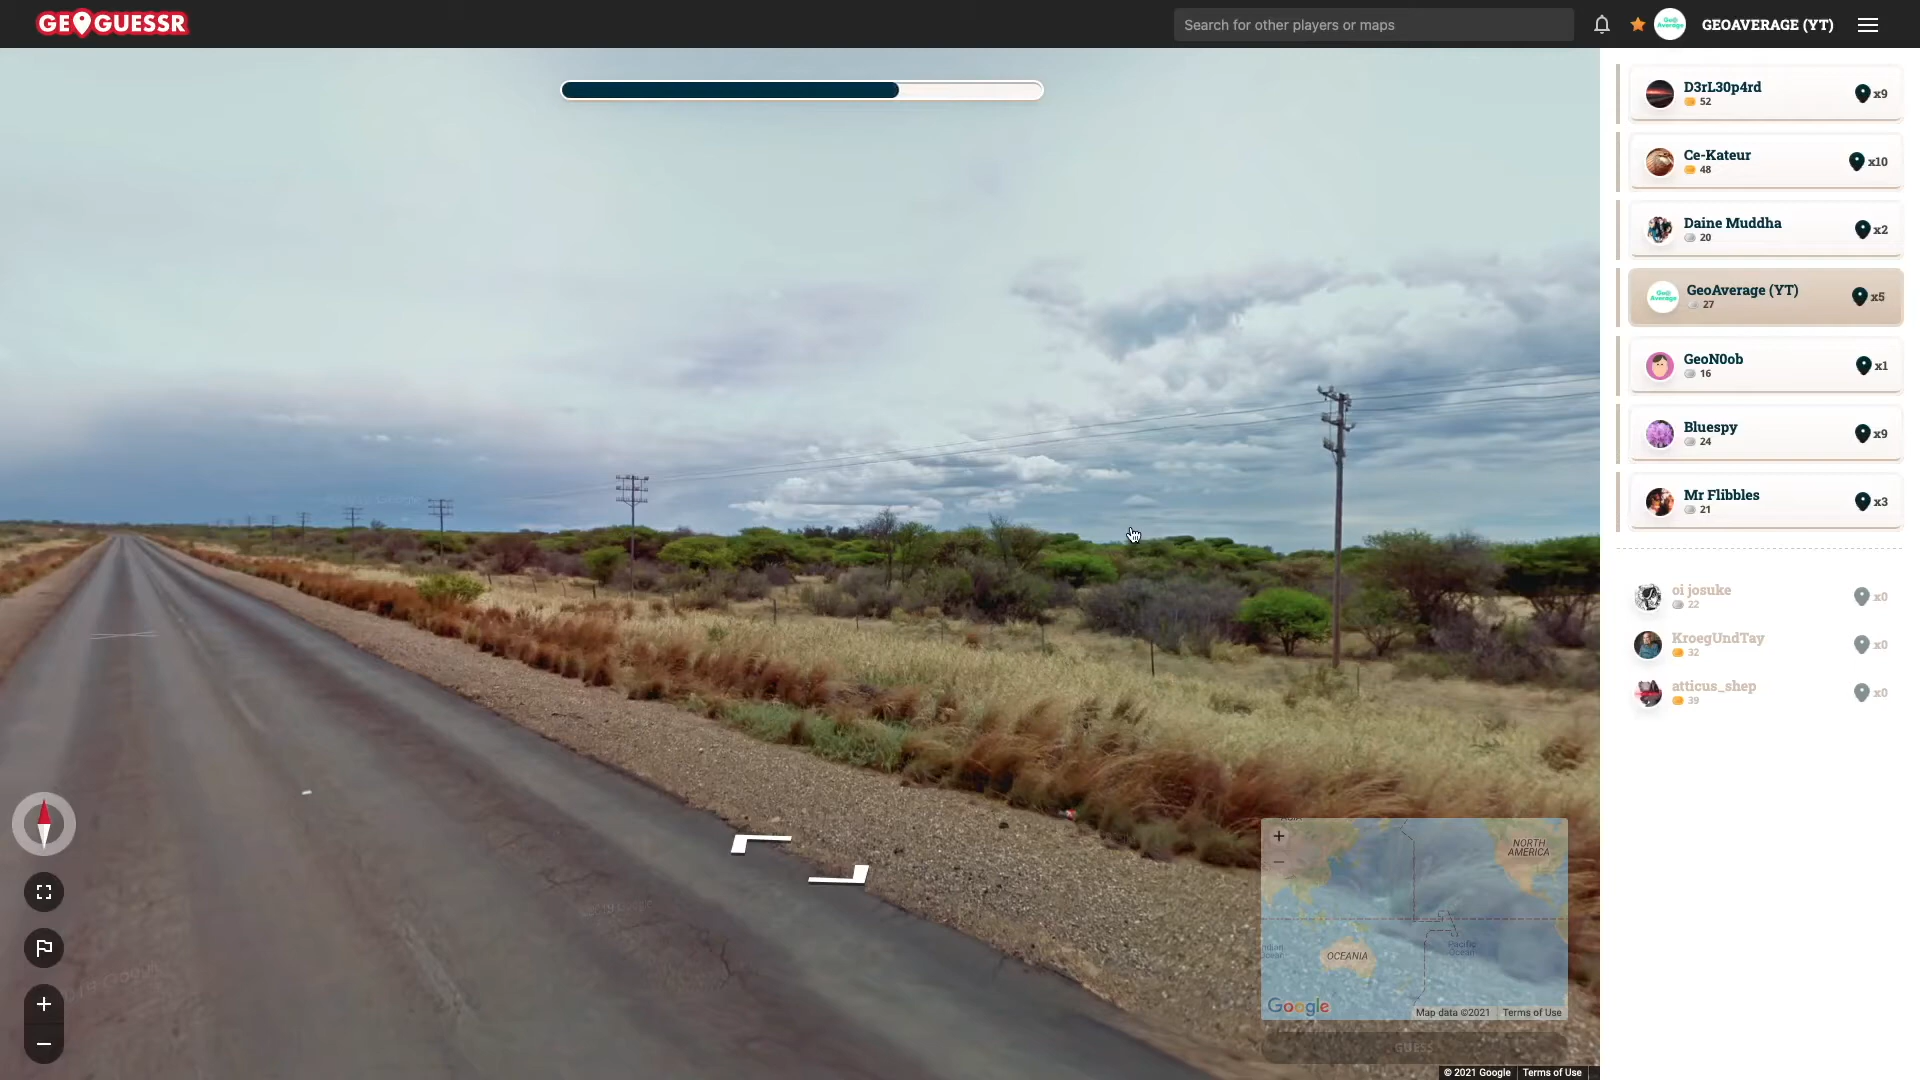 GEOGUESSR
Search for other players or maps
GEOAVERAGE (YT)
D3rL30p4rd
52
x9
Ce-Kateur
48
x10
Daine Muddha
20
x2
GeoAverage (YT)
27
x5
GeoN0ob
16
x1
Bluespy
24
x9
Mr Flibbles
21
x3
oi josuke
22
x0
KroegUndTay
32
x0
atticus_shep
39
x0
NORTH
AMERICA
OCEANIA
Pacific
Ocean
Google
Map data ©2021
Terms of Use
GUESS
© 2021 Google
Terms of Use